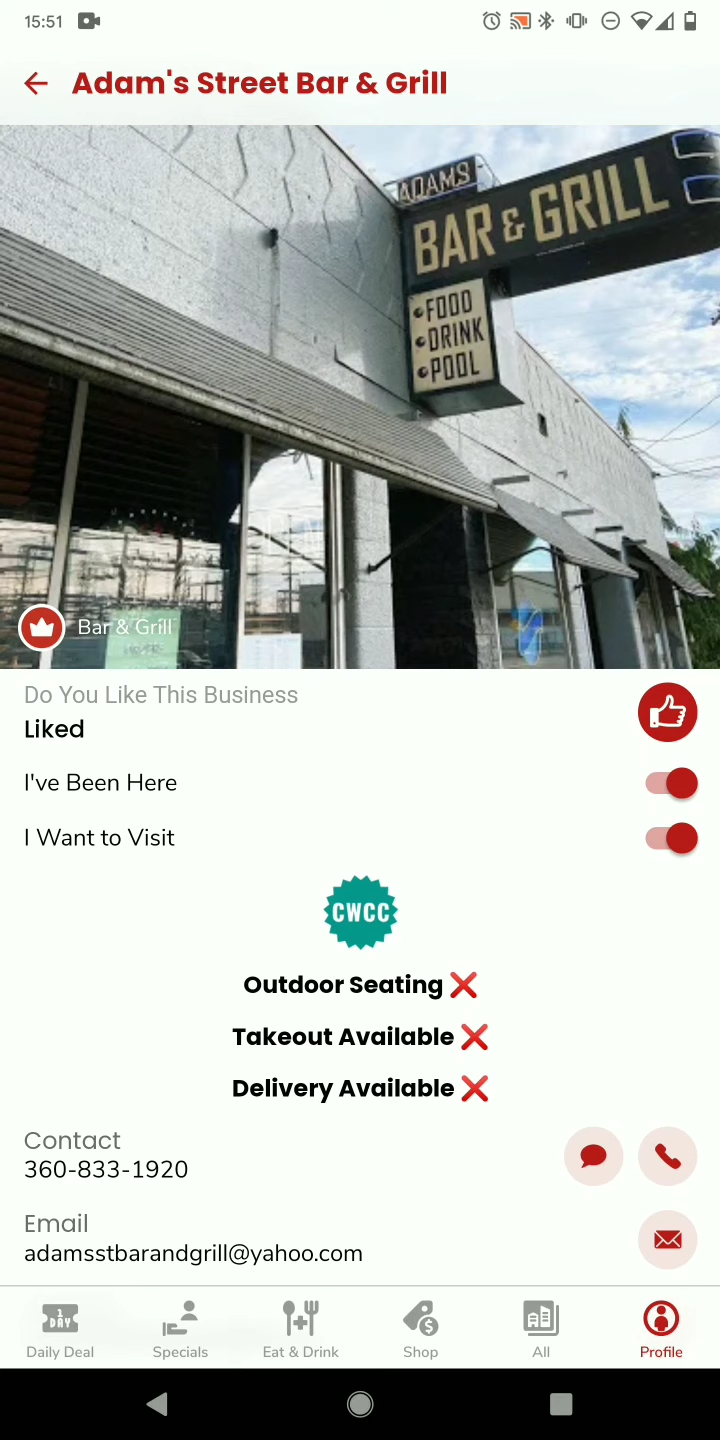 15:51
Adam's Street Bar & Grill
ADAMS
BAR & GRILL
•FOOD
•DRINK
•POOL
Bar & Grill
Do You Like This Business
Liked
I've Been Here
I Want to Visit
CWCC
Outdoor Seating ❌
Takeout Available ❌
Delivery Available ❌
Contact
360-833-1920
Email
adamsstbarandgrill@yahoo.com
1
DAY
Daily Deal
Specials
Eat & Drink
Shop
All
Profile